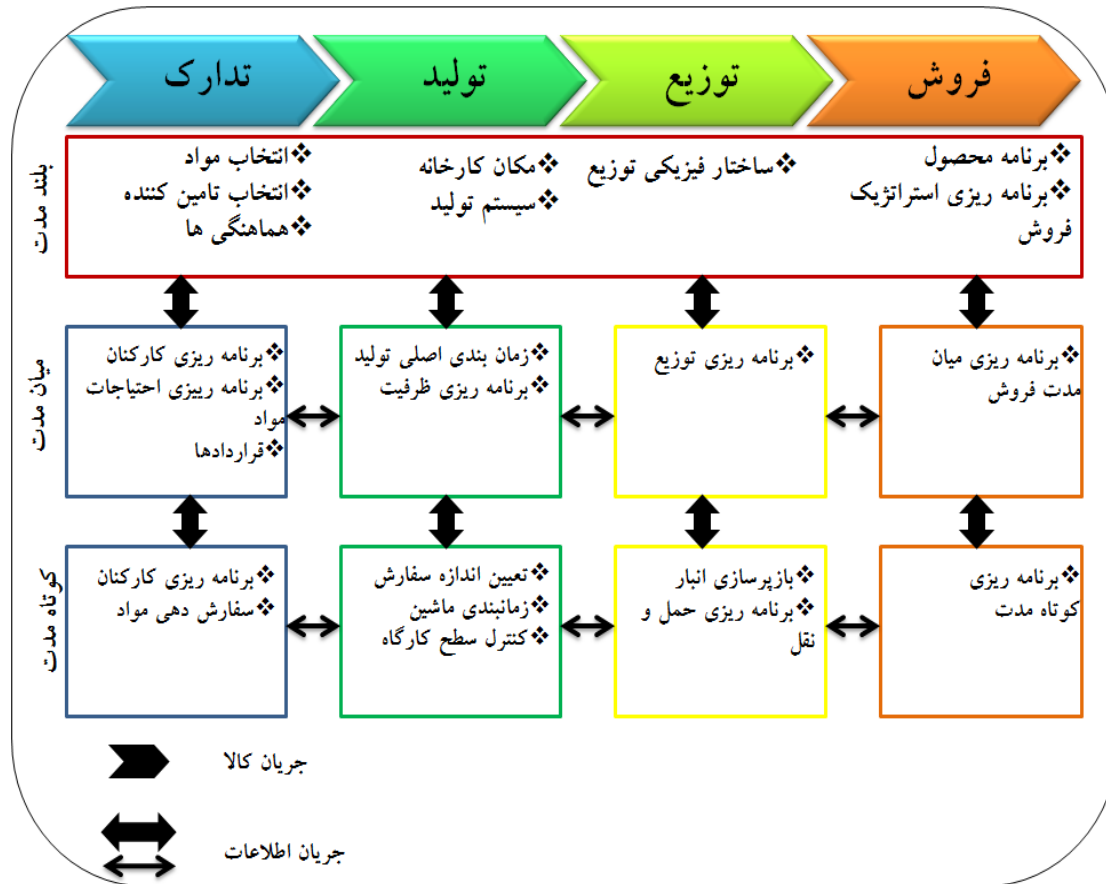 تدارک
تولید
توزیع
فروش
بلند مدت
❖انتخاب مواد
❖انتخاب تامین کننده
❖هماهنگی ها
❖مکان کارخانه
❖سیستم تولید
❖ساختار فیزیکی توزیع
❖برنامه محصول
❖برنامه ریزی استراتژیک
فروش
میان مدت
❖برنامه ریزی کارکنان
❖برنامه رییزی احتیاجات
مواد
❖قراردادها
❖زمان بندی اصلی تولید
❖برنامه ریزی ظرفیت
❖برنامه ریزی توزیع
❖برنامه ریزی میان
مدت فروش
کوتاه مدت
❖برنامه ریزی کارکنان
❖سفارش دهی مواد
❖تعیین اندازه سفارش
❖زمانبندی ماشین
❖کنترل سطح کارگاه
❖بازپرسازی انبار
❖برنامه ریزی حمل و
نقل
❖برنامه ریزی
کوتاه مدت
جریان کالا
جریان اطلاعات